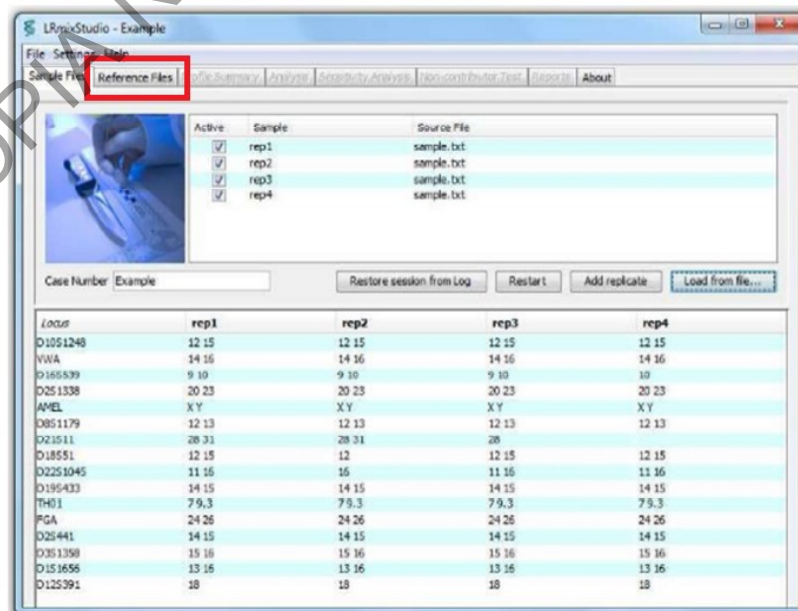 LRmixStudio - Example
File Settings Help
Sample Files Reference Files Profile Summary Analysis Sensitivity Analysis Non-contributor Test Reports About
Active Sample Source File
rep1 sample.txt
rep2 sample.txt
rep3 sample.txt
rep4 sample.txt
Case Number Example Restore session from Log Restart Add replicate Load from file...
Locus rep1 rep2 rep3 rep4
D10S1248 12 15 12 15 12 15 12 15
VWA 14 16 14 16 14 16 14 16
D16S539 9 10 9 10 9 10 10
D2S1338 20 23 20 23 20 23 20 23
AMEL X Y X Y X Y X Y
D8S1179 12 13 12 13 12 13 12 13
D21S11 28 31 28 31 28
D18S51 12 15 12 12 15 12 15
D22S1045 11 16 16 11 16 11 16
D19S433 14 15 14 15 14 15 14 15
TH01 7 9.3 7 9.3 7 9.3 7 9.3
FGA 24 26 24 26 24 26 24 26
D2S441 14 15 14 15 14 15 14 15
D3S1358 15 16 15 16 15 16 15 16
D1S1656 13 16 13 16 13 16 13 16
D12S391 18 18 18 18